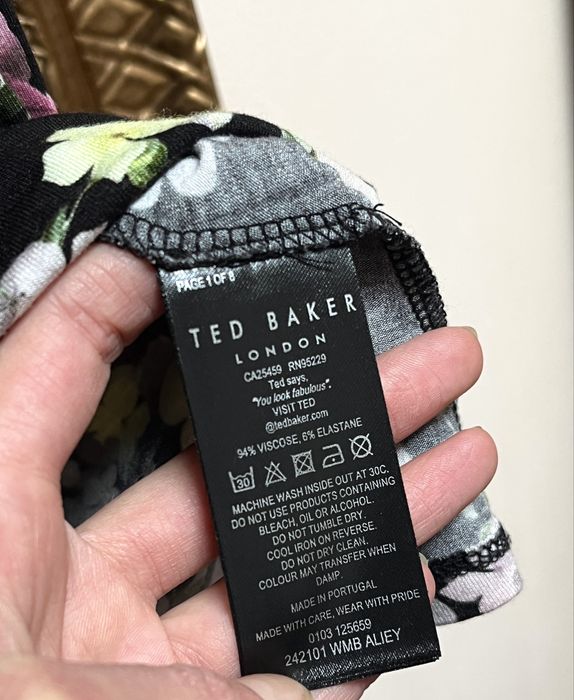 PAGE 1 OF 8
TED BAKER
LONDON
CA25459 RN95229
Ted says,
"You look fabulous".
VISIT TED
@tedbaker.com
94% VISCOSE, 6% ELASTANE
30
MACHINE WASH INSIDE OUT AT 30C.
DO NOT USE PRODUCTS CONTAINING
BLEACH, OIL OR ALCOHOL.
DO NOT TUMBLE DRY.
COOL IRON ON REVERSE.
DO NOT DRY CLEAN.
COLOUR MAY TRANSFER WHEN
DAMP.
MADE IN PORTUGAL
MADE WITH CARE, WEAR WITH PRIDE
0103 125659
242101 WMB ALIEY